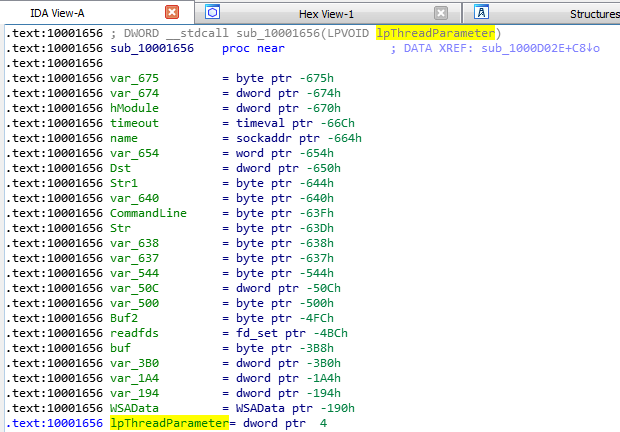 IDA View-A Hex View-1 Structures
.text:10001656 ; DWORD __stdcall sub_10001656(LPVOID lpThreadParameter)
.text:10001656 sub_10001656 proc near ; DATA XREF: sub_1000D02E+C8↓o
.text:10001656
.text:10001656 var_675 = byte ptr -675h
.text:10001656 var_674 = dword ptr -674h
.text:10001656 hModule = dword ptr -670h
.text:10001656 timeout = timeval ptr -66Ch
.text:10001656 name = sockaddr ptr -664h
.text:10001656 var_654 = word ptr -654h
.text:10001656 Dst = dword ptr -650h
.text:10001656 Str1 = byte ptr -644h
.text:10001656 var_640 = byte ptr -640h
.text:10001656 CommandLine = byte ptr -63Fh
.text:10001656 Str = byte ptr -63Dh
.text:10001656 var_638 = byte ptr -638h
.text:10001656 var_637 = byte ptr -637h
.text:10001656 var_544 = byte ptr -544h
.text:10001656 var_50C = dword ptr -50Ch
.text:10001656 var_500 = byte ptr -500h
.text:10001656 Buf2 = byte ptr -4FCh
.text:10001656 readfds = fd_set ptr -4BCh
.text:10001656 buf = byte ptr -3B8h
.text:10001656 var_3B0 = dword ptr -3B0h
.text:10001656 var_1A4 = dword ptr -1A4h
.text:10001656 var_194 = dword ptr -194h
.text:10001656 WSAData = WSAData ptr -190h
.text:10001656 lpThreadParameter= dword ptr 4